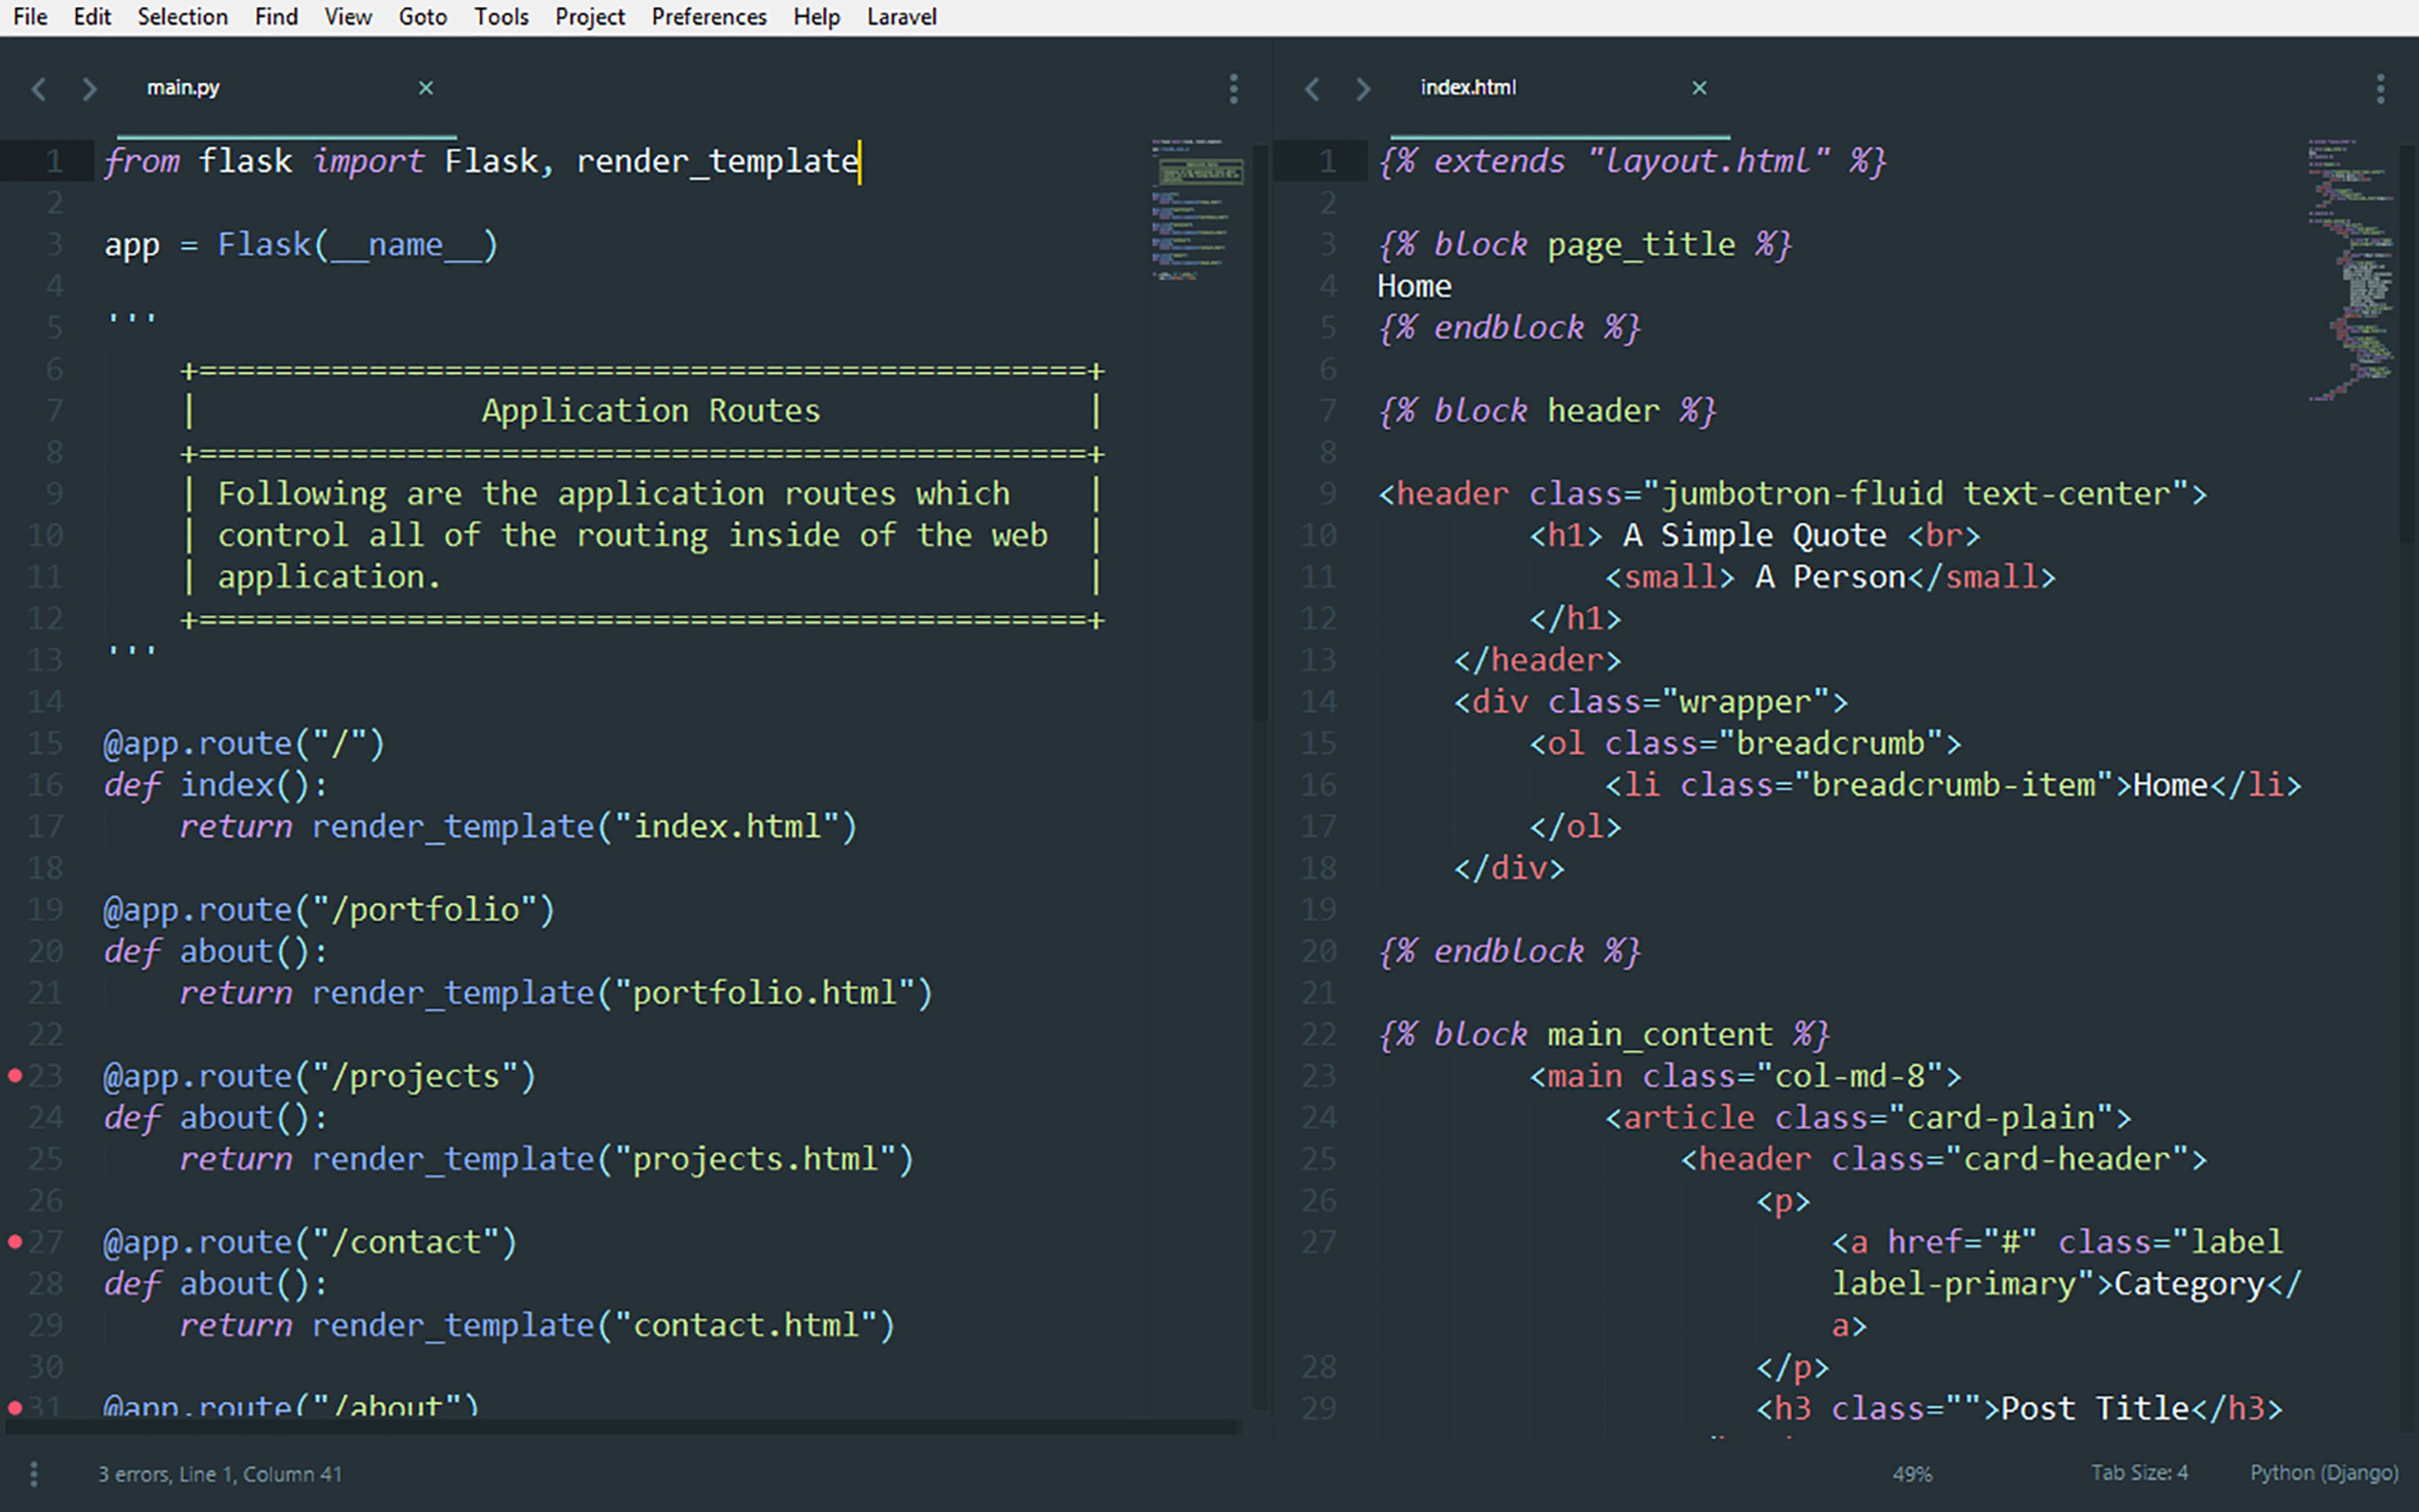 File Edit Selection Find View Goto Tools Project Preferences Help Laravel
main.py ×
1 from flask import Flask, render_template
2
3 app = Flask(__name__)
4
5 '''
6     +===============================================+
7     |               Application Routes              |
8     +===============================================+
9     | Following are the application routes which    |
10     | control all of the routing inside of the web  |
11     | application.                                  |
12     +===============================================+
13 '''
14
15 @app.route("/")
16 def index():
17     return render_template("index.html")
18
19 @app.route("/portfolio")
20 def about():
21     return render_template("portfolio.html")
22
23 @app.route("/projects")
24 def about():
25     return render_template("projects.html")
26
27 @app.route("/contact")
28 def about():
29     return render_template("contact.html")
30
31 @app.route("/about")
index.html ×
1 {% extends "layout.html" %}
2
3 {% block page_title %}
4 Home
5 {% endblock %}
6
7 {% block header %}
8
9 <header class="jumbotron-fluid text-center">
10         <h1> A Simple Quote <br>
11             <small> A Person</small>
12         </h1>
13     </header>
14     <div class="wrapper">
15         <ol class="breadcrumb">
16             <li class="breadcrumb-item">Home</li>
17         </ol>
18     </div>
19
20 {% endblock %}
21
22 {% block main_content %}
23         <main class="col-md-8">
24             <article class="card-plain">
25                 <header class="card-header">
26                     <p>
27                         <a href="#" class="label
label-primary">Category</
a>
28                     </p>
29                     <h3 class="">Post Title</h3>
3 errors, Line 1, Column 41
49% Tab Size: 4 Python (Django)